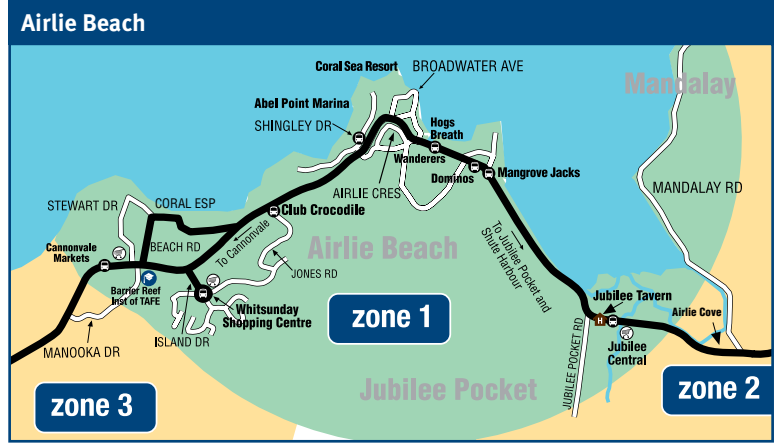 Airlie Beach
Coral Sea Resort
BROADWATER AVE
Mandalay
Abel Point Marina
SHINGLEY DR
Hogs
Breath
Wanderers
Dominos
Mangrove Jacks
AIRLIE CRES
MANDALAY RD
STEWART DR
CORAL ESP
Club Crocodile
BEACH RD
To Cannonvale
Airlie Beach
To Jubilee Pocket and
Shute Harbour
Cannonvale
Markets
JONES RD
Barrier Reef
Inst of TAFE
Whitsunday
Shopping Centre
zone 1
H
Jubilee Tavern
Airlie Cove
MANOOKA DR
ISLAND DR
JUBILEE POCKET RD
Jubilee
Central
Jubilee Pocket
zone 2
zone 3